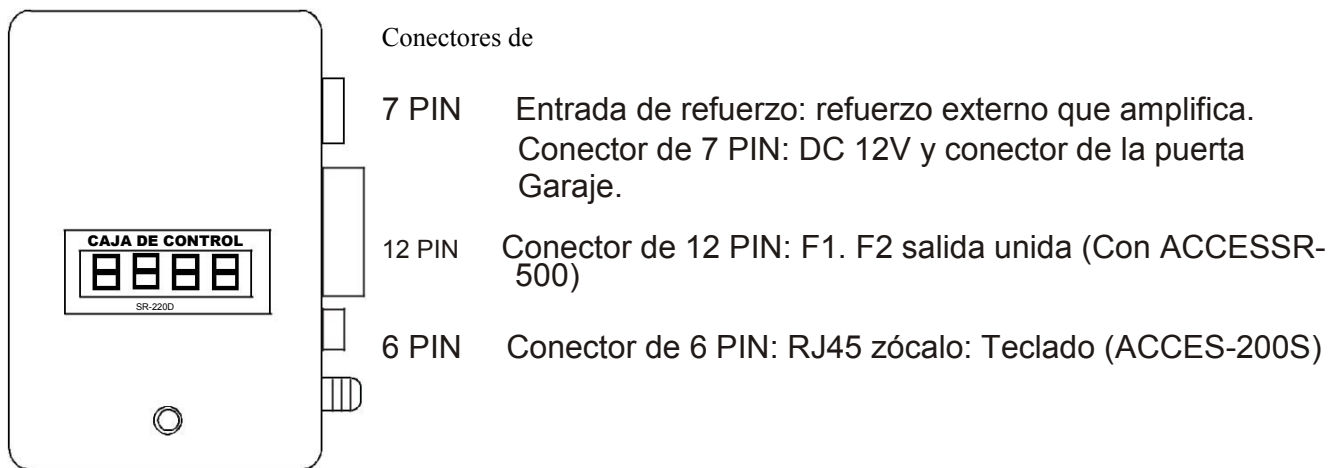 Conectores de
7 PIN Entrada de refuerzo: refuerzo externo que amplifica.
Conector de 7 PIN: DC 12V y conector de la puerta
Garaje.
CAJA DE CONTROL
8888
SR-220D
12 PIN Conector de 12 PIN: F1. F2 salida unida (Con ACCESSR-
500)
6 PIN Conector de 6 PIN: RJ45 zócalo: Teclado (ACCES-200S)